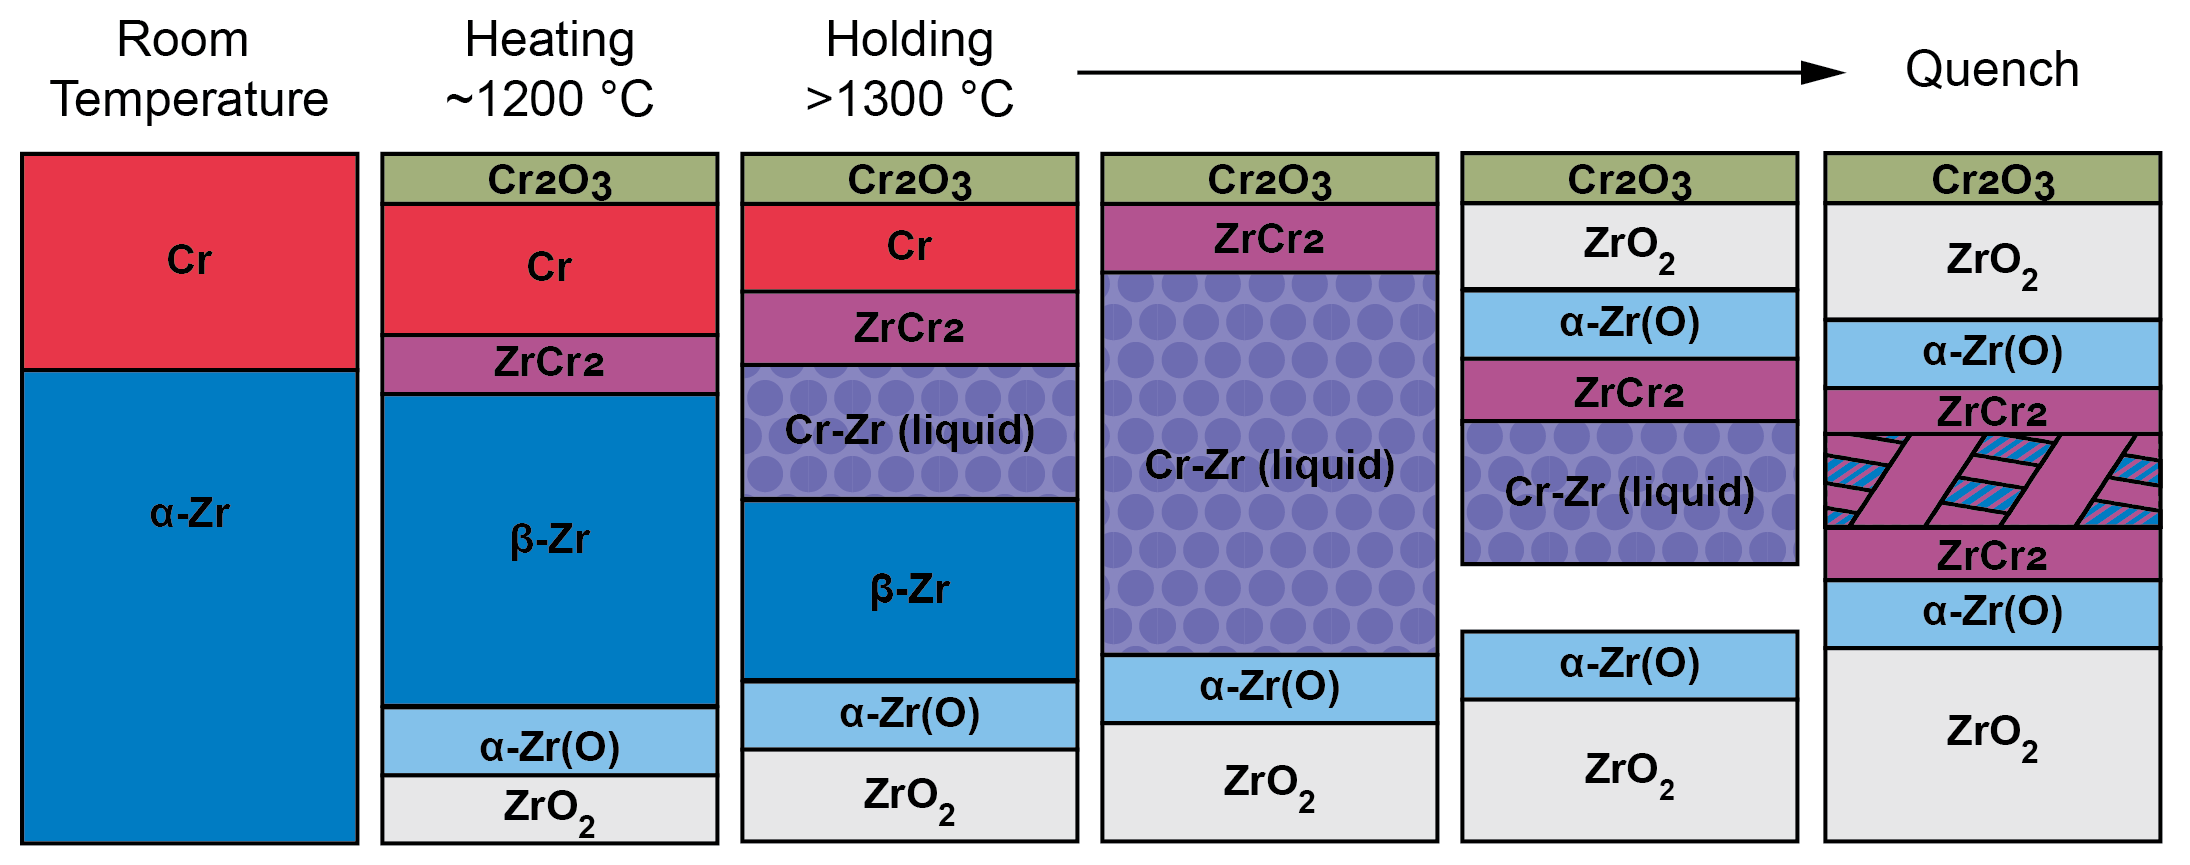 Room
Temperature
Heating
~1200 °C
Holding
>1300 °C
Quench
Cr
α-Zr
Cr2O3
Cr
ZrCr2
β-Zr
α-Zr(O)
ZrO2
Cr2O3
Cr
ZrCr2
Cr-Zr (liquid)
β-Zr
α-Zr(O)
ZrO2
Cr2O3
ZrCr2
Cr-Zr (liquid)
α-Zr(O)
ZrO2
Cr2O3
ZrO2
α-Zr(O)
ZrCr2
Cr-Zr (liquid)
α-Zr(O)
ZrO2
Cr2O3
ZrO2
α-Zr(O)
ZrCr2
ZrCr2
α-Zr(O)
ZrO2